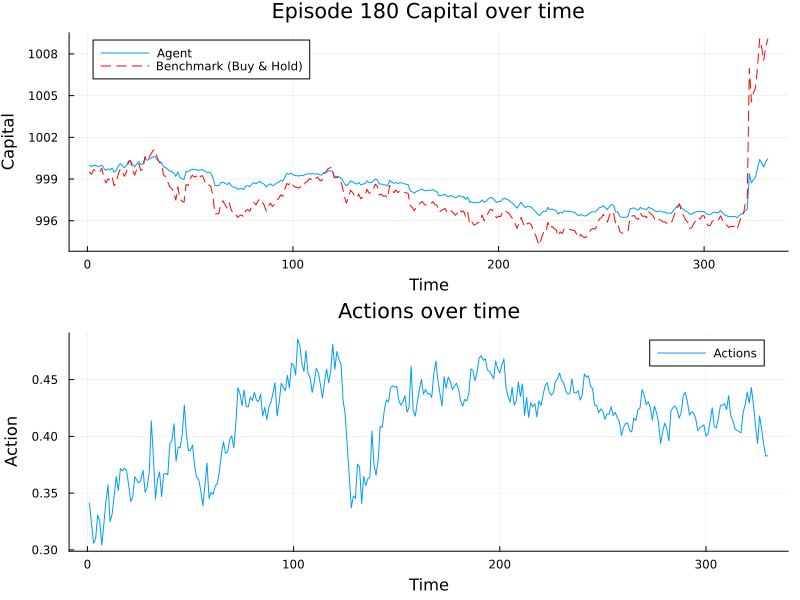 Episode 180 Capital over time
Capital
1008
1005
1002
999
996
Agent
Benchmark (Buy & Hold)
0
100
200
300
Time
Actions over time
Action
0.45
0.40
0.35
0.30
Actions
0
100
200
300
Time